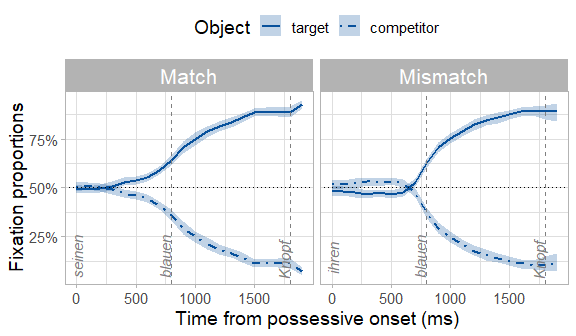 Object target competitor
Match Mismatch
Fixation proportions
75%
50%
25%
seinen blauen Knopf ihren blauen Knopf
0 500 1000 1500 0 500 1000 1500
Time from possessive onset (ms)